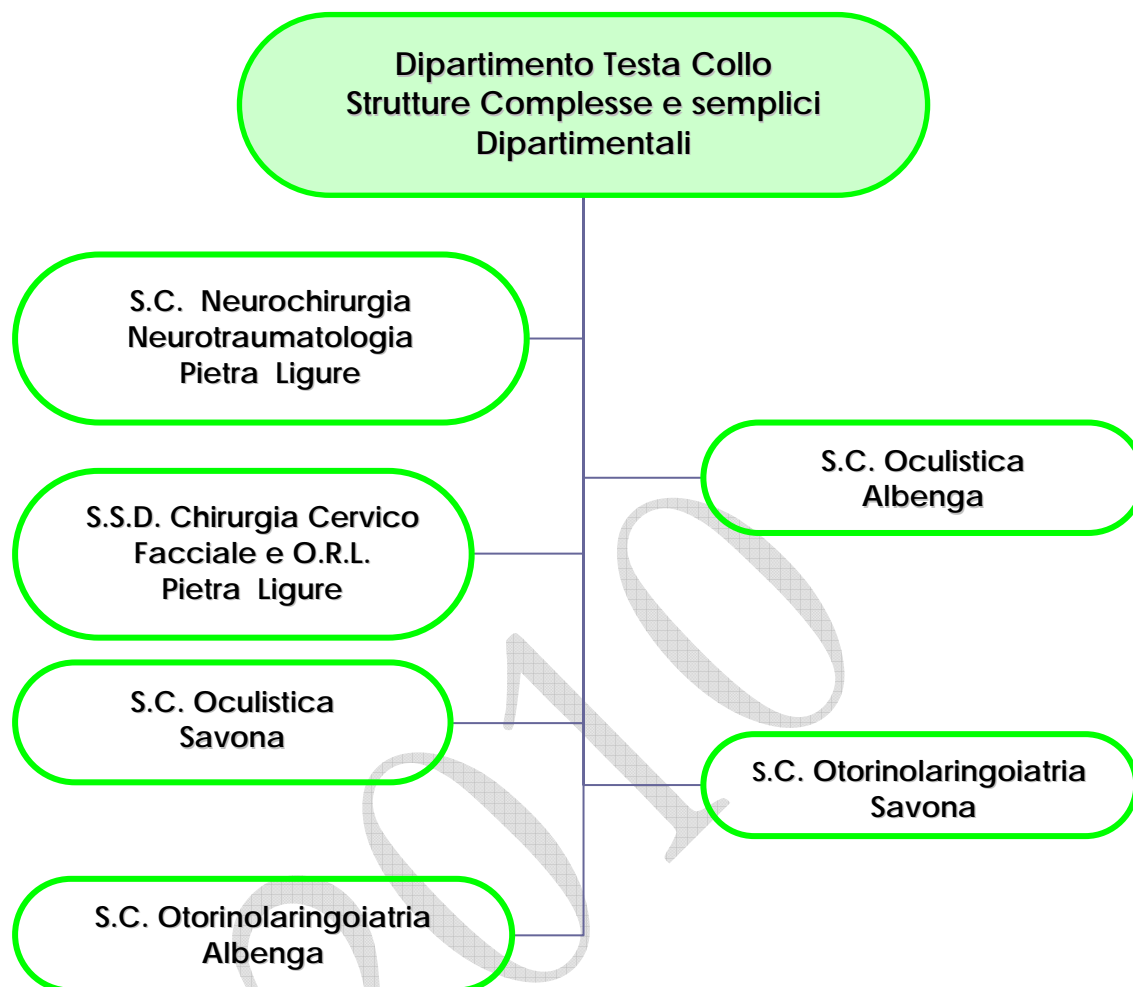 Dipartimento Testa Collo
Strutture Complesse e semplici
Dipartimentali
S.C. Neurochirurgia
Neurotraumatologia
Pietra Ligure
S.C. Oculistica
Albenga
S.S.D. Chirurgia Cervico
Facciale e O.R.L.
Pietra Ligure
S.C. Oculistica
Savona
S.C. Otorinolaringoiatria
Savona
S.C. Otorinolaringoiatria
Albenga
2010